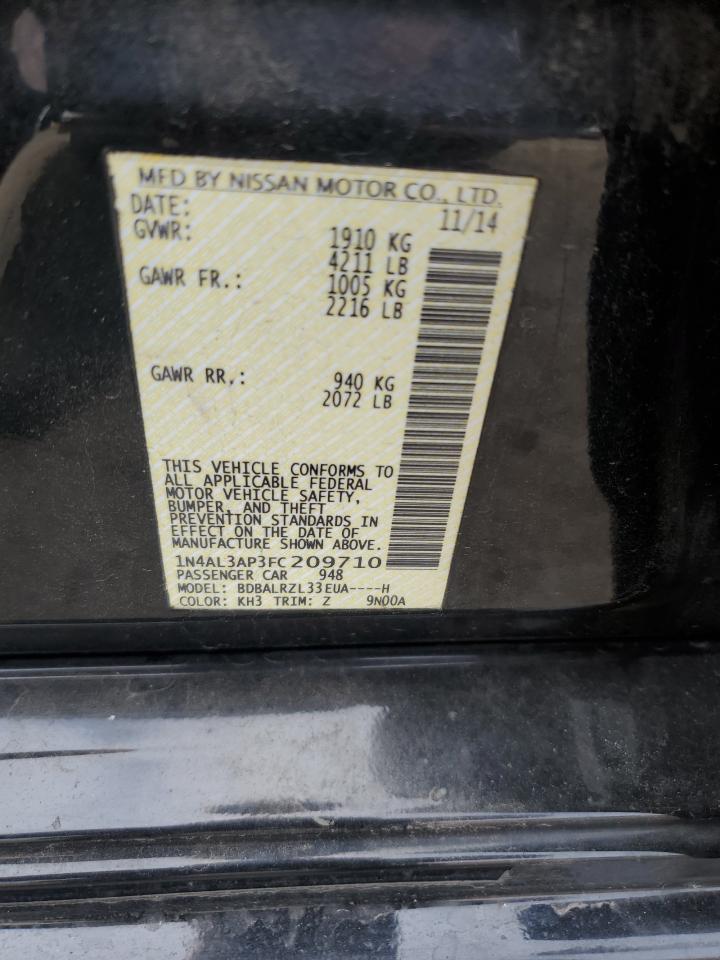 MFD BY NISSAN MOTOR CO., LTD.
DATE: 11/14
GVWR: 1910 KG
4211 LB
GAWR FR.: 1005 KG
2216 LB
GAWR RR.: 940 KG
2072 LB
THIS VEHICLE CONFORMS TO
ALL APPLICABLE FEDERAL
MOTOR VEHICLE SAFETY,
BUMPER, AND THEFT
PREVENTION STANDARDS IN
EFFECT ON THE DATE OF
MANUFACTURE SHOWN ABOVE.
1N4AL3AP3FC209710
PASSENGER CAR 948
MODEL: BDBALRZL33EUA----H
COLOR: KH3 TRIM: Z 9N00A